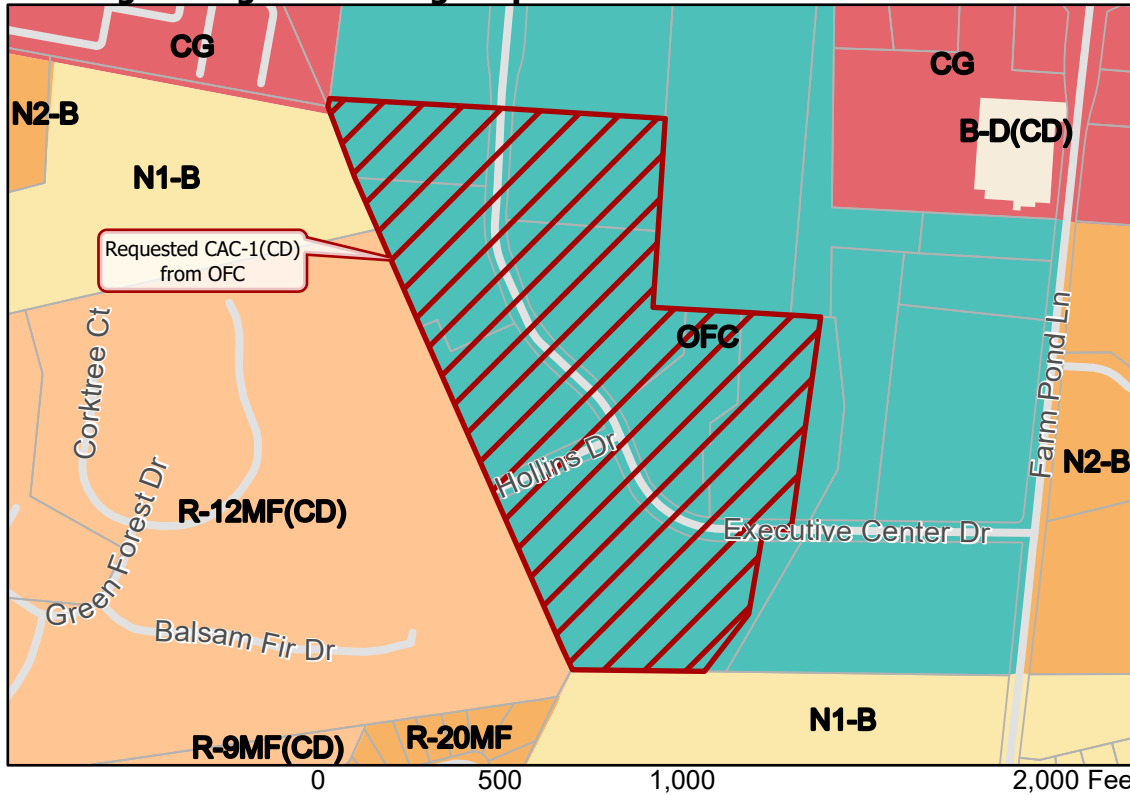 CG
CG
N2-B
B-D(CD)
N1-B
Requested CAC-1(CD)
from OFC
OFC
Corktree Ct
Farm Pond Ln
Hollins Dr
N2-B
R-12MF(CD)
Executive Center Dr
Green Forest Dr
Balsam Fir Dr
N1-B
R-20MF
R-9MF(CD)
0 500 1,000 2,000 Fee